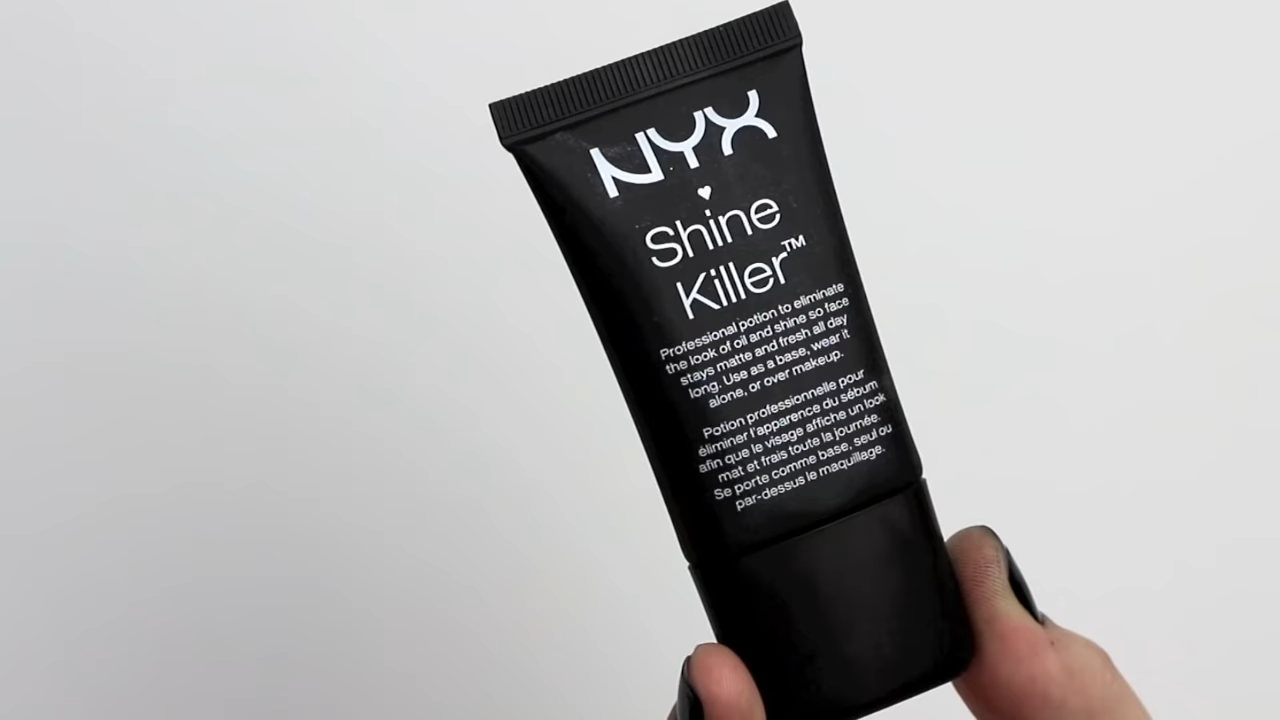 NYX
Shine
Killer™
Professional potion to eliminate
the look of oil and shine so face
stays matte and fresh all day
long. Use as a base, wear it
alone, or over makeup.
Potion professionnelle pour
éliminer l'apparence du sébum
afin que le visage affiche un look
mat et frais toute la journée.
Se porte comme base, seul ou
par-dessus le maquillage.